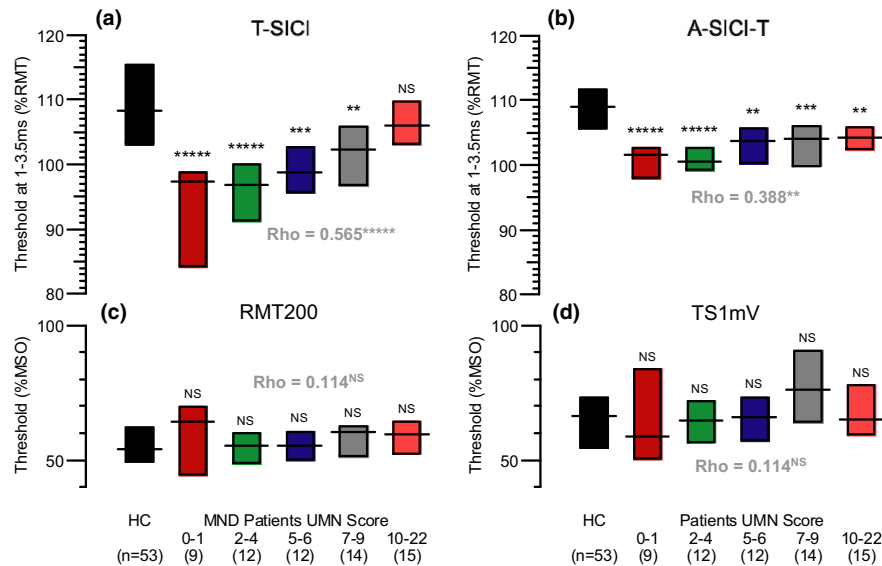 (a) T-SICI
Threshold at 1-3.5ms (%RMT)
120
110
100
90
80
*****
*****
***
**
NS
Rho = 0.565*****
(b) A-SICI-T
Threshold at 1-3.5ms (%RMT)
120
110
100
90
80
*****
*****
**
***
**
Rho = 0.388**
(c) RMT200
Threshold (%MSO)
100
50
NS
NS
NS
NS
NS
Rho = 0.114NS
(d) TS1mV
Threshold (%MSO)
100
50
NS
NS
NS
NS
NS
Rho = 0.114NS
HC MND Patients UMN Score
0-1 2-4 5-6 7-9 10-22
(n=53) (9) (12) (12) (14) (15)
HC Patients UMN Score
0-1 2-4 5-6 7-9 10-22
(n=53) (9) (12) (12) (14) (15)